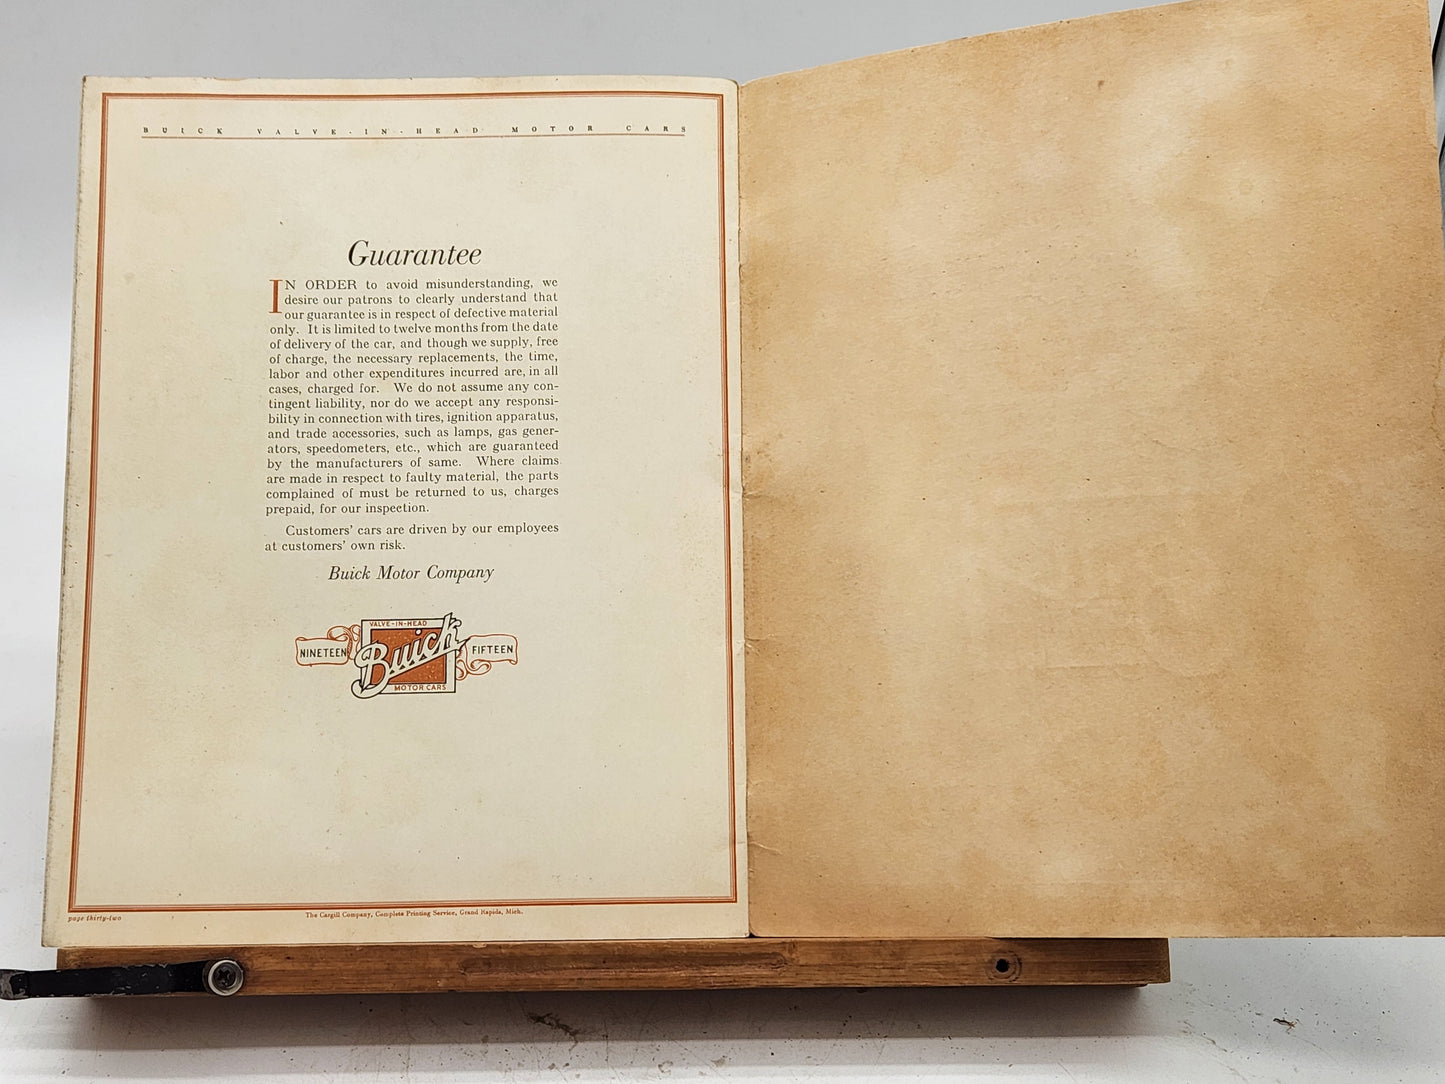 BUICK VALVE-IN-HEAD MOTOR CARS
Guarantee
IN ORDER to avoid misunderstanding, we
desire our patrons to clearly understand that
our guarantee is in respect of defective material
only. It is limited to twelve months from the date
of delivery of the car, and though we supply, free
of charge, the necessary replacements, the time,
labor and other expenditures incurred are, in all
cases, charged for. We do not assume any con-
tingent liability, nor do we accept any responsi-
bility in connection with tires, ignition apparatus,
and trade accessories, such as lamps, gas gener-
ators, speedometers, etc., which are guaranteed
by the manufacturers of same. Where claims
are made in respect to faulty material, the parts
complained of must be returned to us, charges
prepaid, for our inspection.
Customers' cars are driven by our employees
at customers' own risk.
Buick Motor Company
VALVE-IN-HEAD
NINETEEN Buick FIFTEEN
MOTOR CARS
page thirty-two
The Cargill Company, Complete Printing Service, Grand Rapids, Mich.